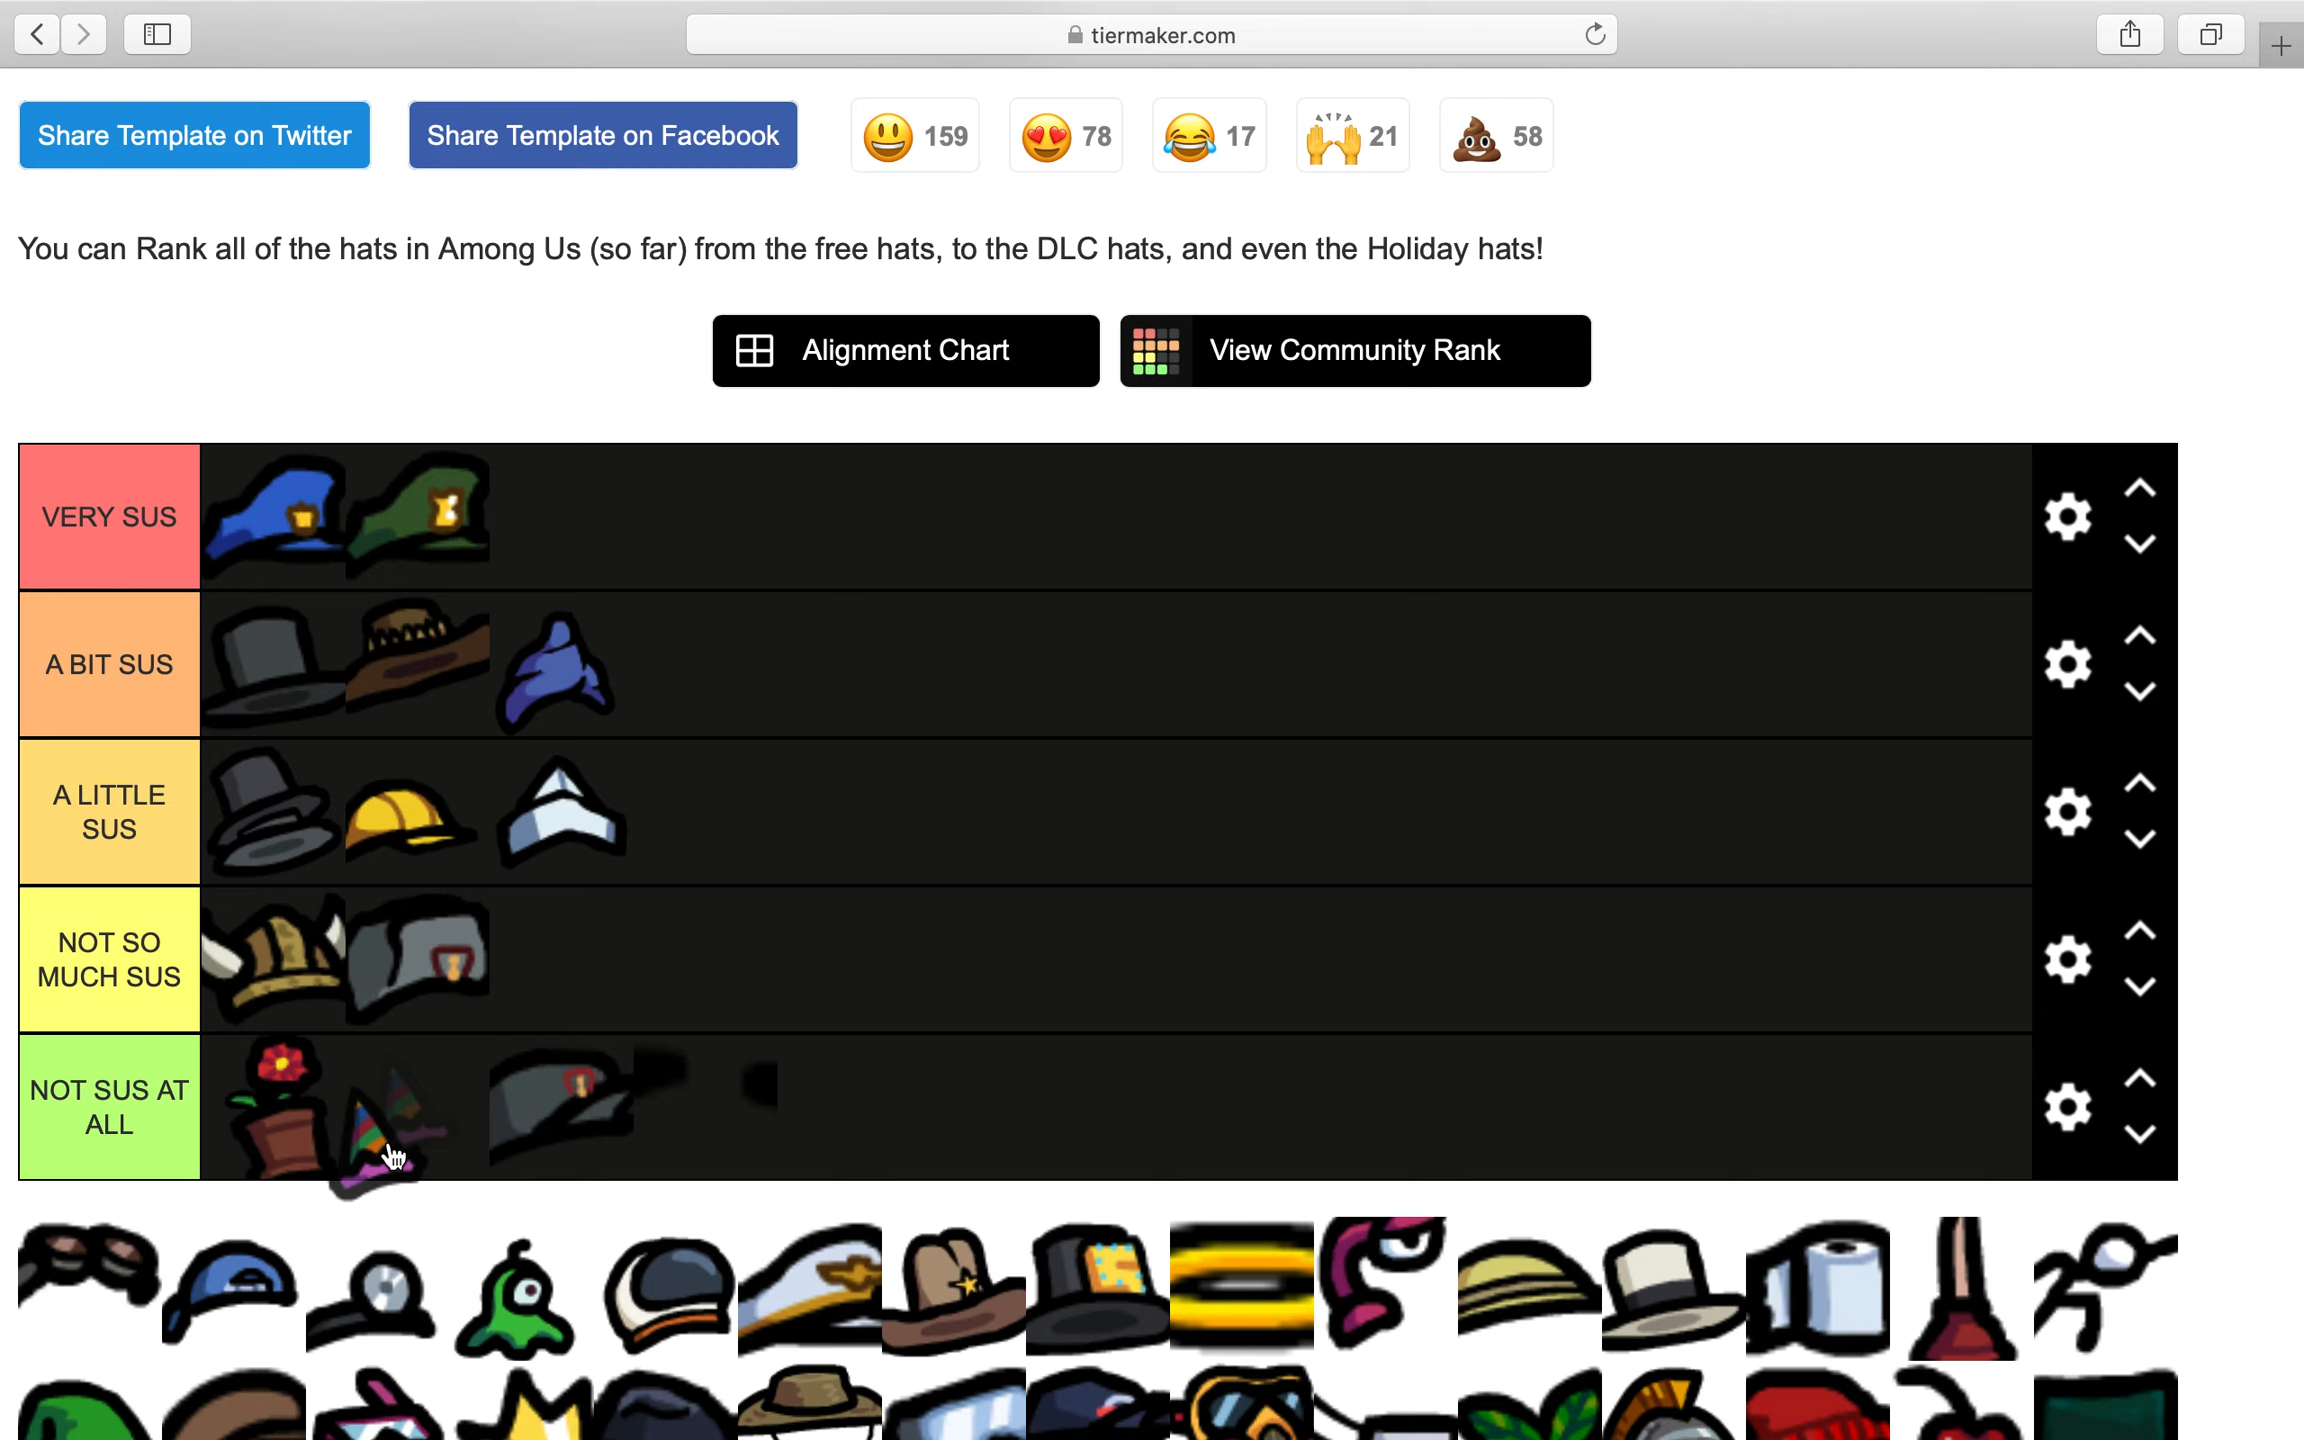 tiermaker.com
Share Template on Twitter
Share Template on Facebook
159
78
17
21
58
You can Rank all of the hats in Among Us (so far) from the free hats, to the DLC hats, and even the Holiday hats!
Alignment Chart
View Community Rank
VERY SUS
A BIT SUS
A LITTLE
SUS
NOT SO
MUCH SUS
NOT SUS AT
ALL